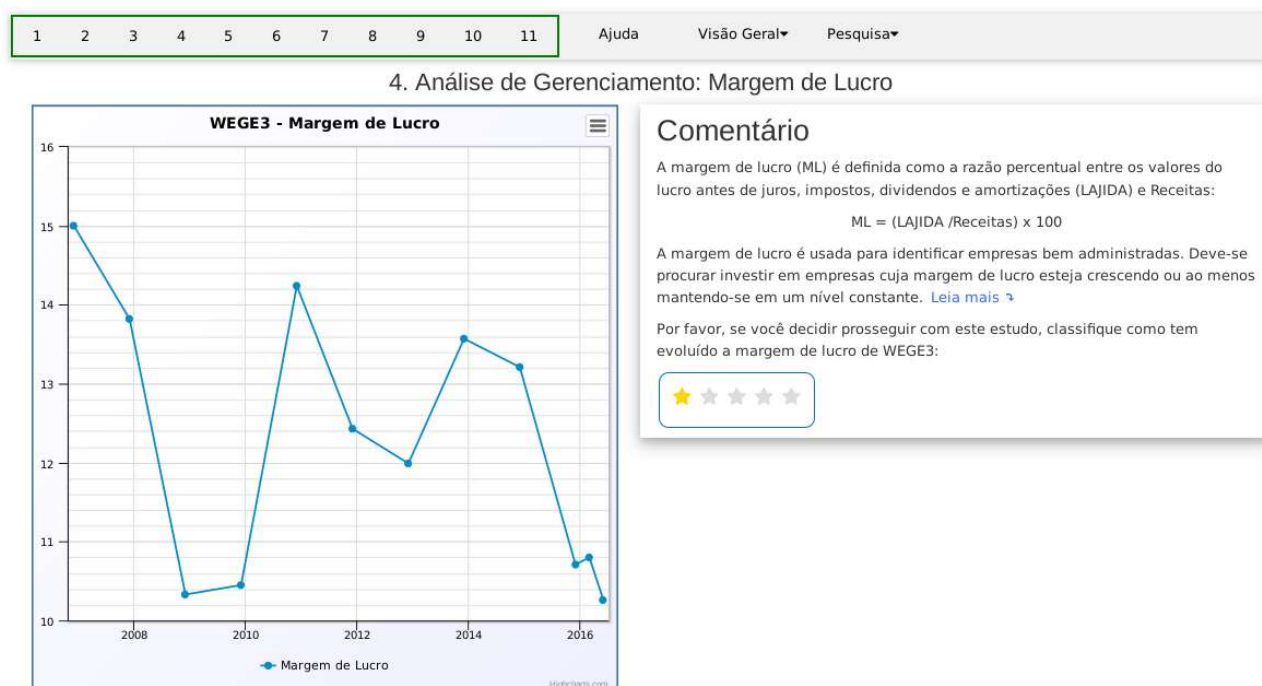 1 2 3 4 5 6 7 8 9 10 11 Ajuda Visão Geral Pesquisa
4. Análise de Gerenciamento: Margem de Lucro
WEGE3 - Margem de Lucro
16
15
14
13
12
11
10
2008 2010 2012 2014 2016
Margem de Lucro
Highcharts.com
Comentário
A margem de lucro (ML) é definida como a razão percentual entre os valores do
lucro antes de juros, impostos, dividendos e amortizações (LAJIDA) e Receitas:
ML = (LAJIDA /Receitas) x 100
A margem de lucro é usada para identificar empresas bem administradas. Deve-se
procurar investir em empresas cuja margem de lucro esteja crescendo ou ao menos
mantendo-se em um nível constante. Leia mais
Por favor, se você decidir prosseguir com este estudo, classifique como tem
evoluído a margem de lucro de WEGE3: